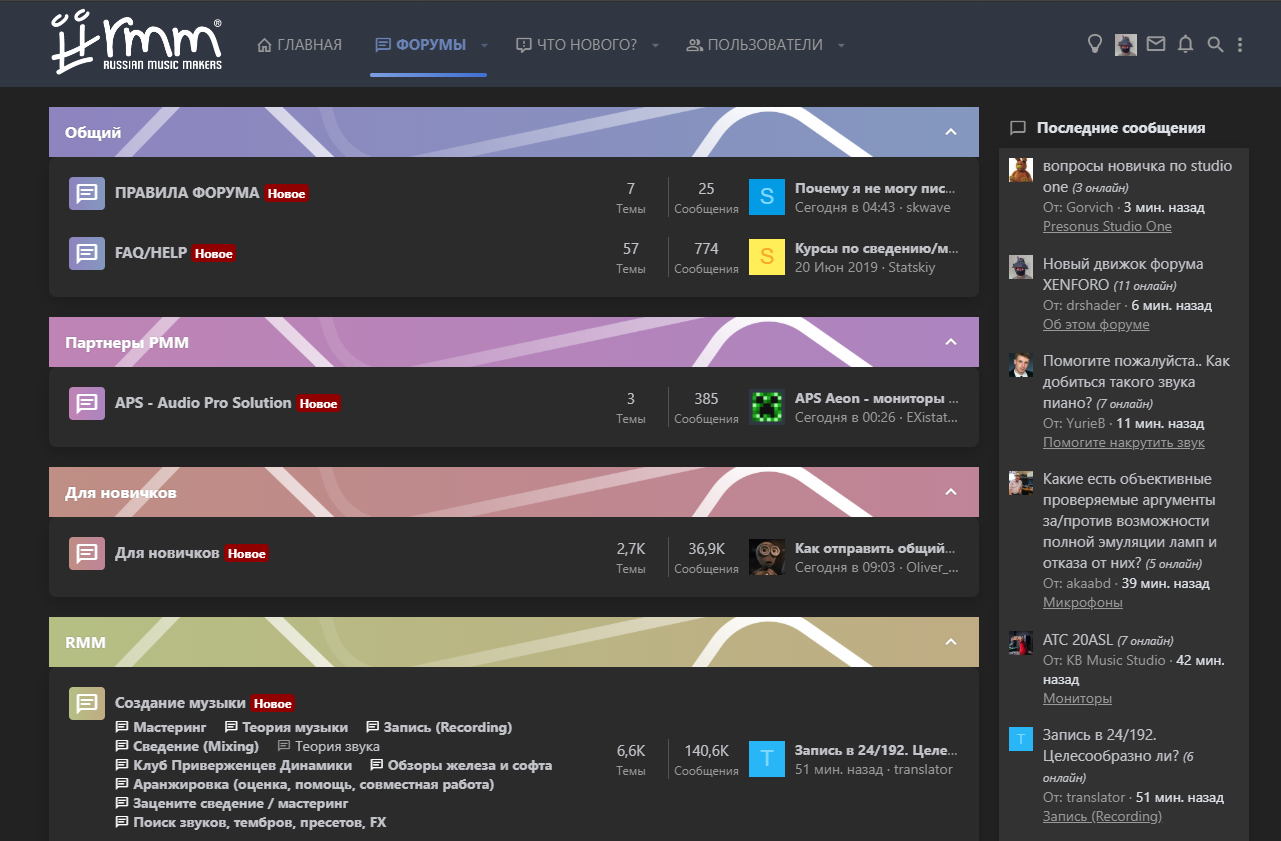 rmm®
RUSSIAN MUSIC MAKERS
ГЛАВНАЯ
ФОРУМЫ
ЧТО НОВОГО?
ПОЛЬЗОВАТЕЛИ
Общий
ПРАВИЛА ФОРУМА Новое
7
Темы
25
Сообщения
S
Почему я не могу пис...
Сегодня в 04:43 · skwave
FAQ/HELP Новое
57
Темы
774
Сообщения
S
Курсы по сведению/м...
20 Июн 2019 · Statskiy
Партнеры РММ
APS - Audio Pro Solution Новое
3
Темы
385
Сообщения
APS Aeon - мониторы ...
Сегодня в 00:26 · EXistat...
Для новичков
Для новичков Новое
2,7K
Темы
36,9K
Сообщения
Как отправить общий...
Сегодня в 09:03 · Oliver_...
RMM
Создание музыки Новое
Мастеринг Теория музыки Запись (Recording)
Сведение (Mixing) Теория звука
Клуб Приверженцев Динамики Обзоры железа и софта
Аранжировка (оценка, помощь, совместная работа)
Зацените сведение / мастеринг
Поиск звуков, тембров, пресетов, FX
6,6K
Темы
140,6K
Сообщения
T
Запись в 24/192. Целе...
51 мин. назад · translator
Последние сообщения
вопросы новичка по studio
one (3 онлайн)
От: Gorvich · 3 мин. назад
Presonus Studio One
Новый движок форума
XENFORO (11 онлайн)
От: drshader · 6 мин. назад
Об этом форуме
Помогите пожалуйста.. Как
добиться такого звука
пиано? (7 онлайн)
От: YurieB · 11 мин. назад
Помогите накрутить звук
Какие есть объективные
проверяемые аргументы
за/против возможности
полной эмуляции ламп и
отказа от них? (5 онлайн)
От: akaabd · 39 мин. назад
Микрофоны
ATC 20ASL (7 онлайн)
От: KB Music Studio · 42 мин.
назад
Мониторы
T
Запись в 24/192.
Целесообразно ли? (6
онлайн)
От: translator · 51 мин. назад
Запись (Recording)